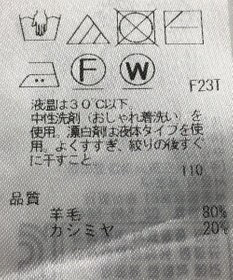 F W
F23T
液温は30℃以下、
中性洗剤(おしゃれ着洗い)を
使用。漂白剤は液体タイプを使
用。よくすすぎ、絞りの後すぐ
に干すこと。
110
品質
羊毛 80%
カシミヤ 20%